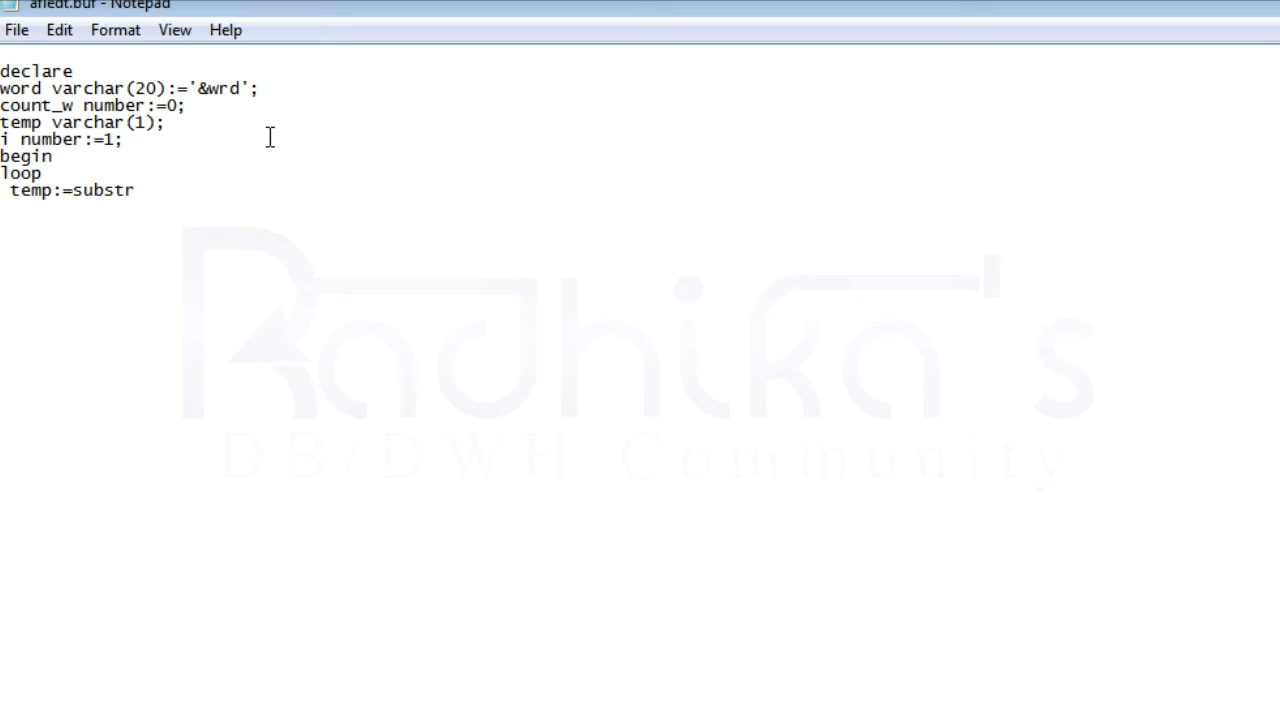 afiedt.buf - Notepad
File Edit Format View Help
declare
word varchar(20):='&wrd';
count_w number:=0;
temp varchar(1);
i number:=1;
begin
loop
 temp:=substr
Radhika's
DB/DWH Community